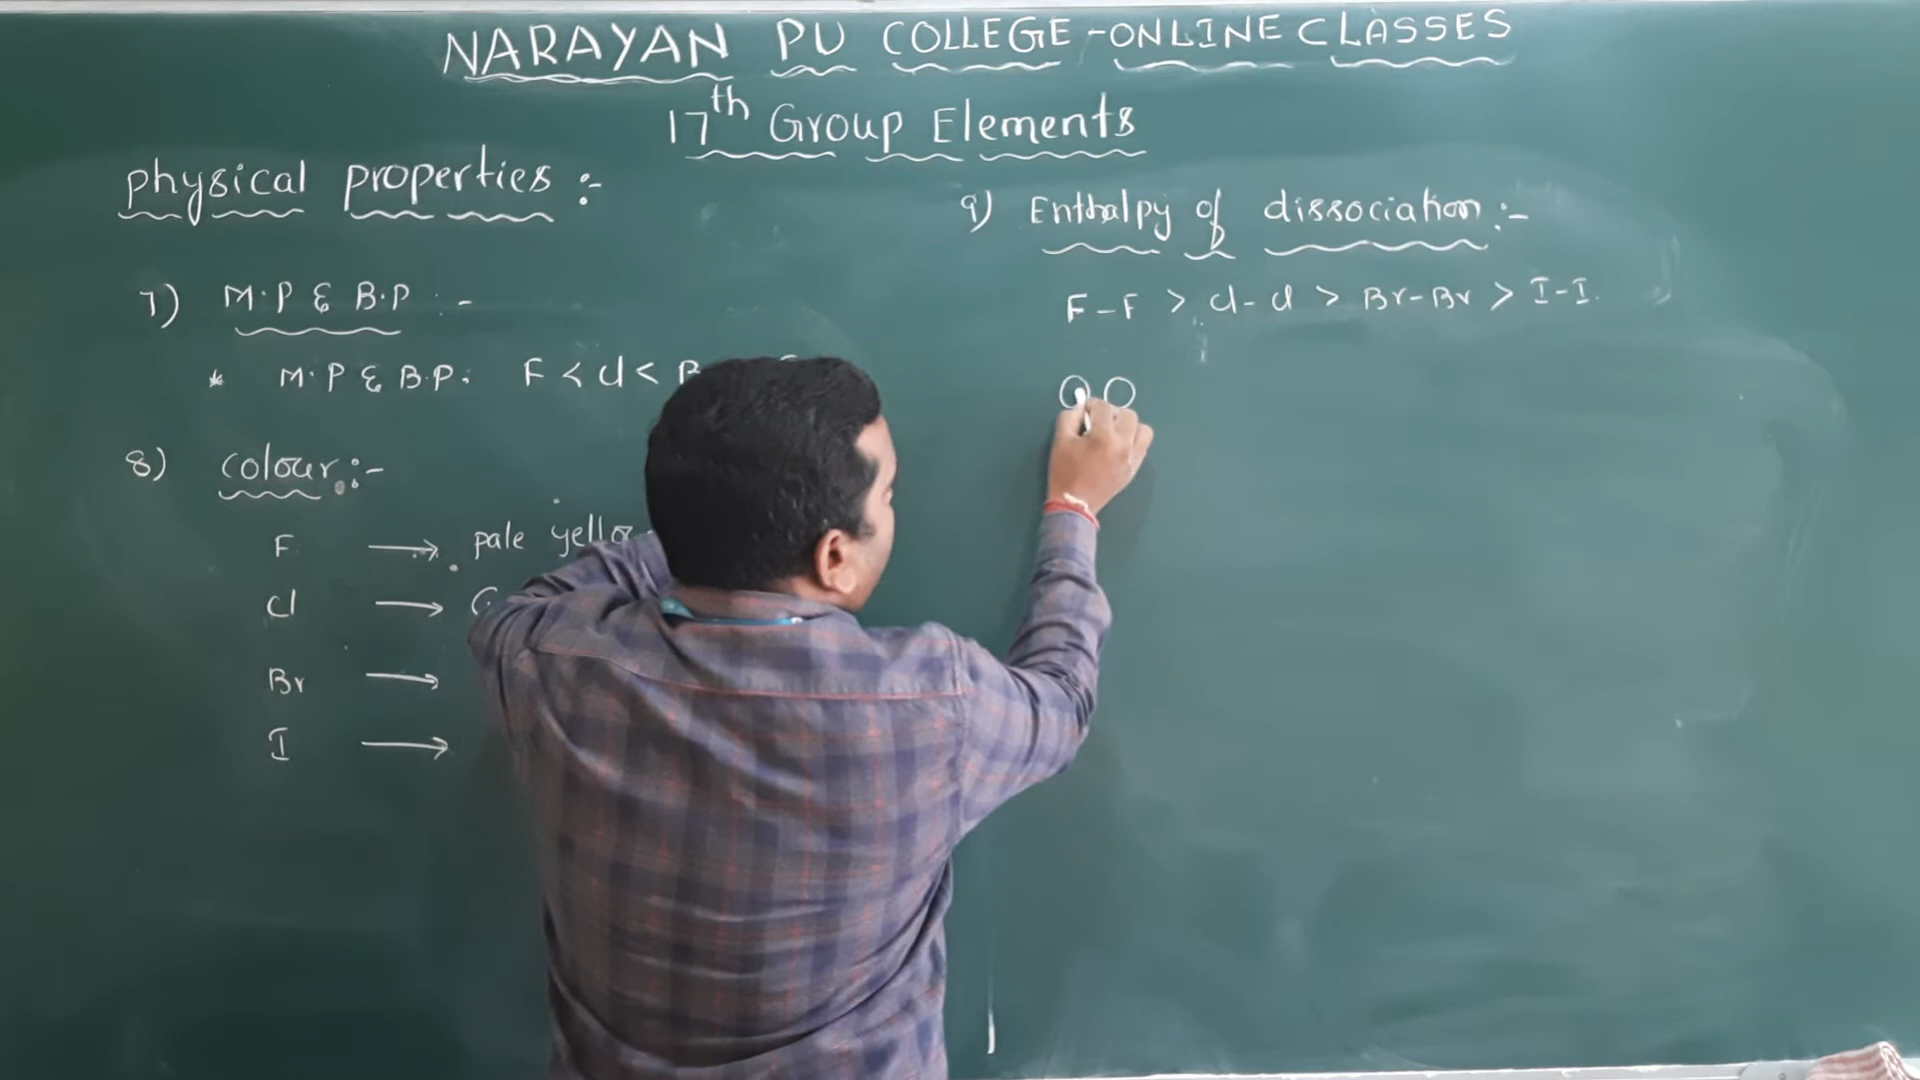 NARAYAN PU COLLEGE-ONLINE CLASSES
17th Group Elements
physical properties :-
7) M.P & B.P :-
* M.P & B.P: F < Cl <
8) colour :-
F → pale
Cl →
Br →
I →
9) Enthalpy of dissociation :-
F-F > Cl-Cl > Br-Br > I-I.